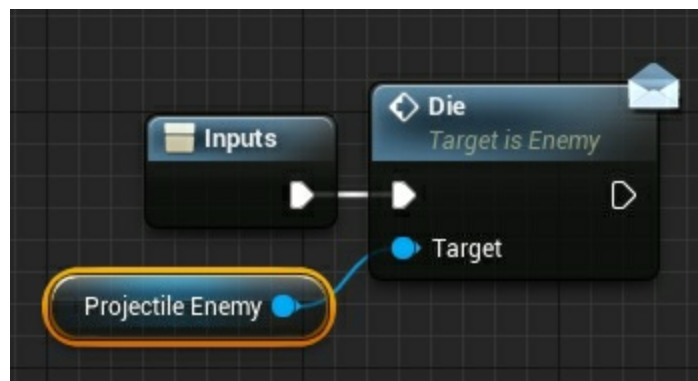 Inputs
Die
Target is Enemy
Target
Projectile Enemy